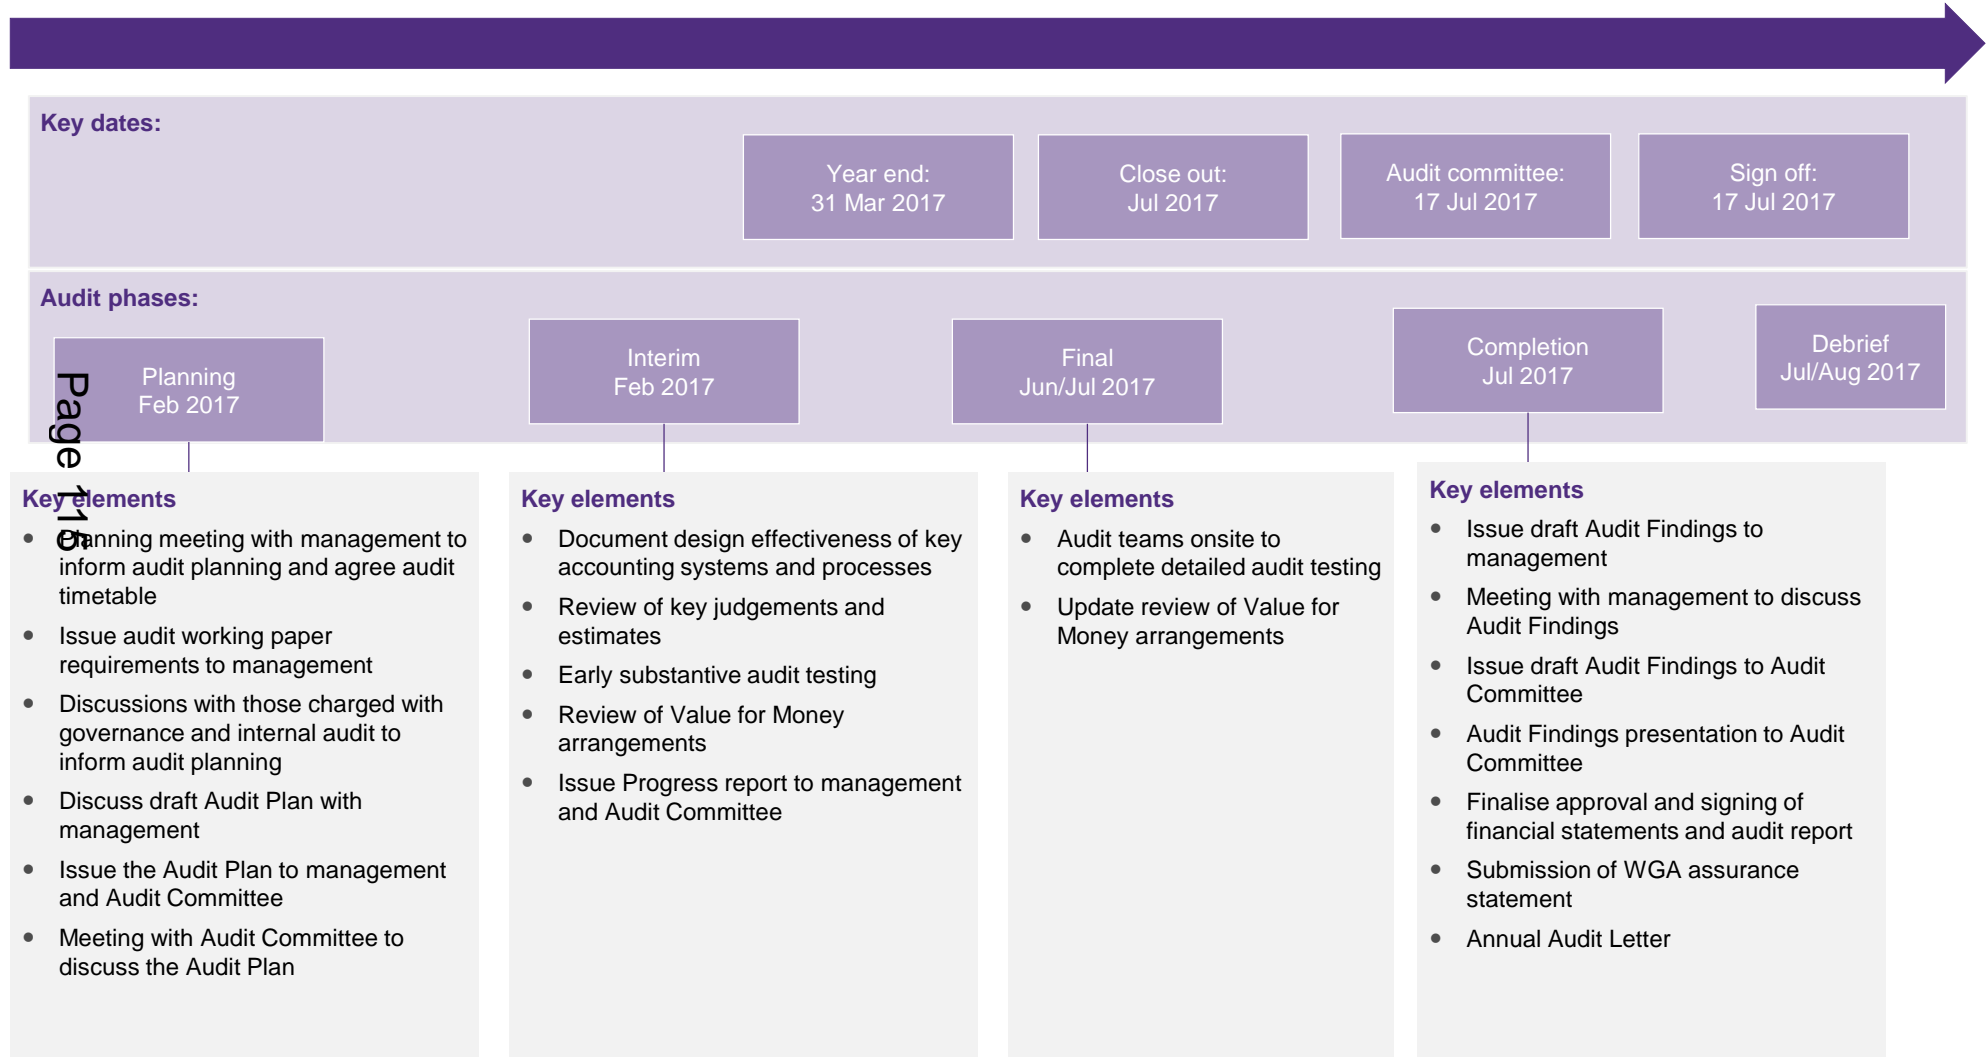 Key dates:
Year end:
31 Mar 2017
Close out:
Jul 2017
Audit committee:
17 Jul 2017
Sign off:
17 Jul 2017
Audit phases:
Planning
Feb 2017
Interim
Feb 2017
Final
Jun/Jul 2017
Completion
Jul 2017
Debrief
Jul/Aug 2017
Page 115
Key elements
• Planning meeting with management to
inform audit planning and agree audit
timetable
• Issue audit working paper
requirements to management
• Discussions with those charged with
governance and internal audit to
inform audit planning
• Discuss draft Audit Plan with
management
• Issue the Audit Plan to management
and Audit Committee
• Meeting with Audit Committee to
discuss the Audit Plan
Key elements
• Document design effectiveness of key
accounting systems and processes
• Review of key judgements and
estimates
• Early substantive audit testing
• Review of Value for Money
arrangements
• Issue Progress report to management
and Audit Committee
Key elements
• Audit teams onsite to
complete detailed audit testing
• Update review of Value for
Money arrangements
Key elements
• Issue draft Audit Findings to
management
• Meeting with management to discuss
Audit Findings
• Issue draft Audit Findings to Audit
Committee
• Audit Findings presentation to Audit
Committee
• Finalise approval and signing of
financial statements and audit report
• Submission of WGA assurance
statement
• Annual Audit Letter